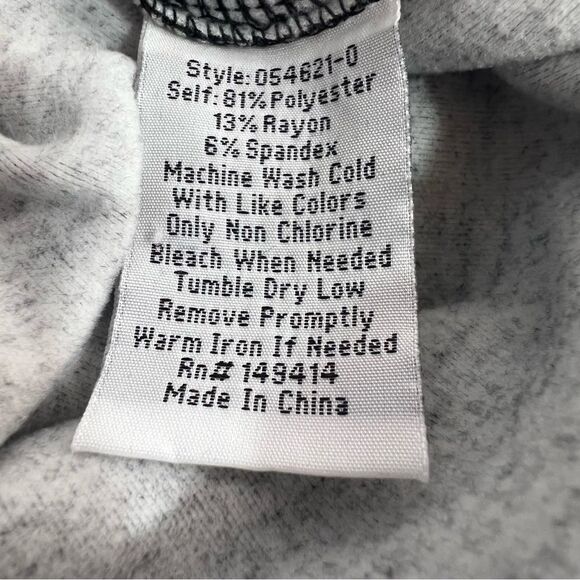 Style: 054621-0
Self: 81% Polyester
13% Rayon
6% Spandex
Machine Wash Cold
With Like Colors
Only Non Chlorine
Bleach When Needed
Tumble Dry Low
Remove Promptly
Warm Iron If Needed
Rn# 149414
Made In China